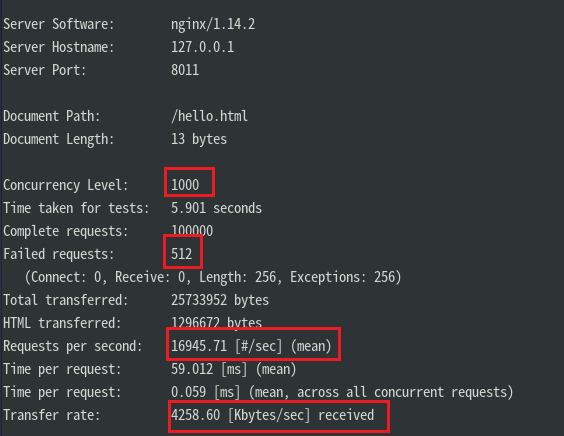 Server Software: nginx/1.14.2
Server Hostname: 127.0.0.1
Server Port: 8011
Document Path: /hello.html
Document Length: 13 bytes
Concurrency Level: 1000
Time taken for tests: 5.901 seconds
Complete requests: 100000
Failed requests: 512
(Connect: 0, Receive: 0, Length: 256, Exceptions: 256)
Total transferred: 25733952 bytes
HTML transferred: 1296672 bytes
Requests per second: 16945.71 [#/sec] (mean)
Time per request: 59.012 [ms] (mean)
Time per request: 0.059 [ms] (mean, across all concurrent requests)
Transfer rate: 4258.60 [Kbytes/sec] received